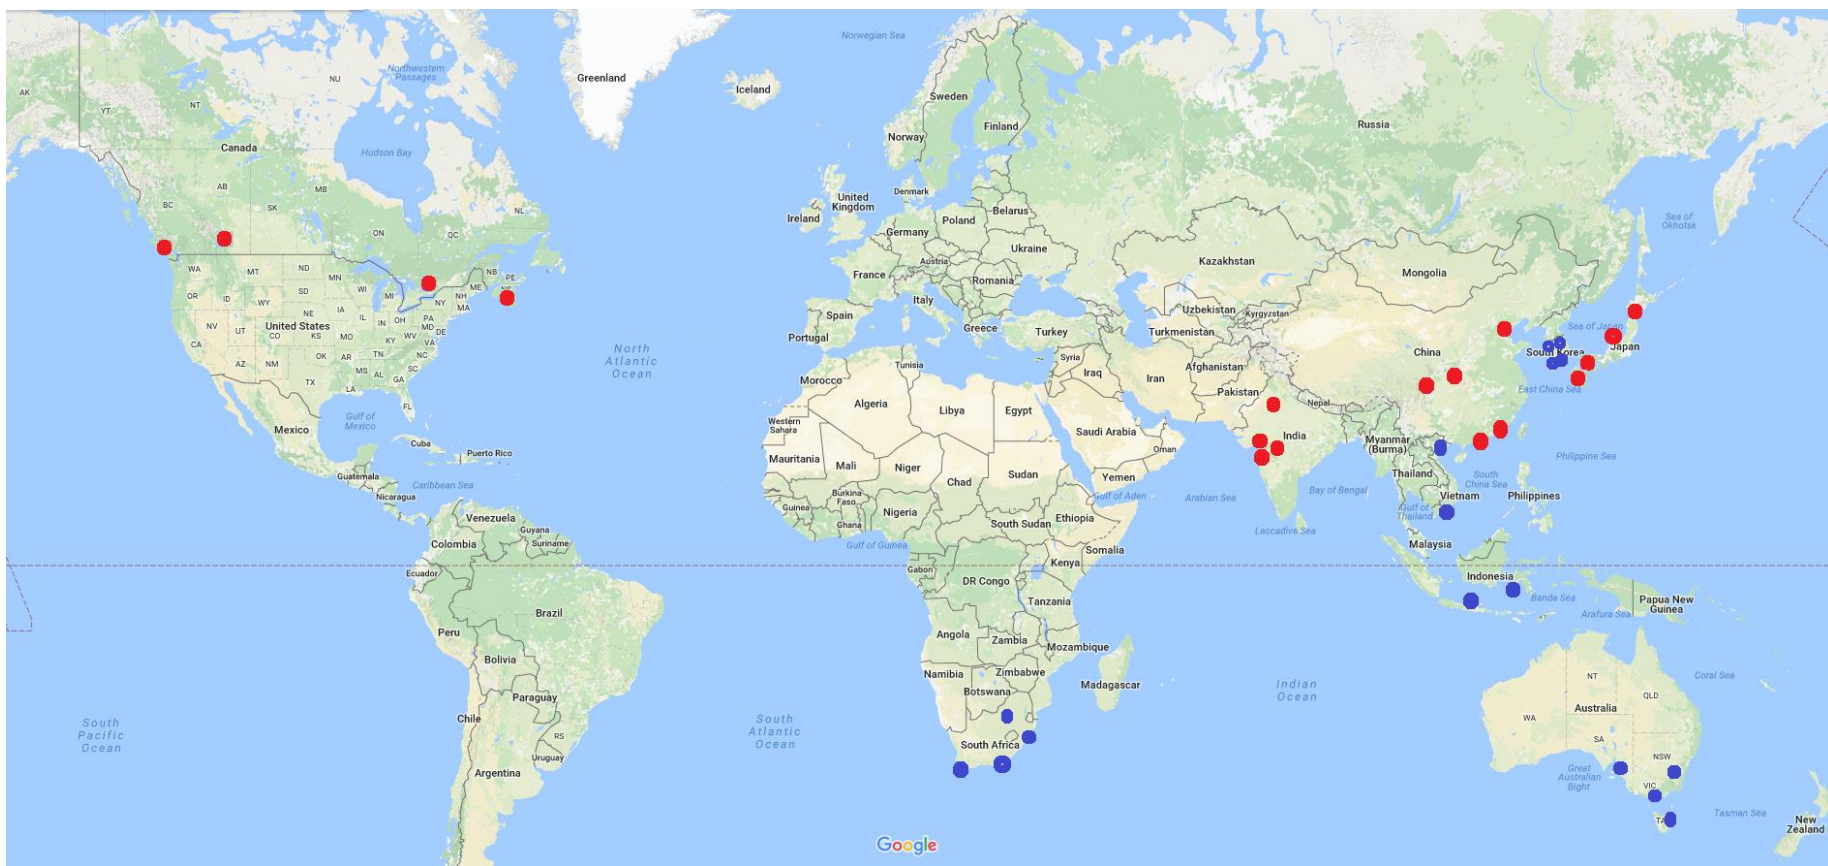 Greenland
Norwegian Sea
Iceland
Northwestern
Passages
NU
AK
YT
NT
Canada
Hudson Bay
AB
BC
MB
SK
ON
QC
NL
Sweden
Norway
Finland
Russia
Denmark
United
Kingdom
Ireland
Poland
Belarus
Germany
Ukraine
Austria
France
Romania
Italy
Spain
Portugal
Greece
Turkey
Kazakhstan
Mongolia
Sea of
Okhotsk
Uzbekistan
Kyrgyzstan
Turkmenistan
Sea of Japan
Japan
South Korea
China
East China Sea
WA
MT
ND
MN
OR
ID
WY
SD
WI
MI
NB
PE
ME
NH
NY
MA
NV
UT
United States
CO
NE
IA
IL
IN
OH
PA
MD
DE
KS
MO
KY
WV
VA
CA
AZ
NM
OK
AR
TN
NC
SC
MS
AL
GA
TX
LA
FL
North
Atlantic
Ocean
Gulf of
Mexico
Mexico
Cuba
Puerto Rico
Guatemala
Caribbean Sea
Nicaragua
Venezuela
Guyana
Suriname
Colombia
Ecuador
Peru
Brazil
Bolivia
Paraguay
Chile
RS
Uruguay
Argentina
South
Pacific
Ocean
South
Atlantic
Ocean
Syria
Iraq
Iran
Afghanistan
Pakistan
Tunisia
Morocco
Algeria
Libya
Egypt
Western
Sahara
Saudi Arabia
Oman
Mauritania
Mali
Niger
Chad
Sudan
Yemen
Gulf of Aden
Arabian Sea
Burkina
Faso
Guinea
Ghana
Nigeria
South Sudan
Ethiopia
Somalia
Gulf of Guinea
Gabon
DR Congo
Kenya
Tanzania
Angola
Zambia
Mozambique
Namibia
Zimbabwe
Botswana
Madagascar
South Africa
Indian
Ocean
Nepal
India
Myanmar
(Burma)
Thailand
Bay of Bengal
Laccadive Sea
Gulf of
Thailand
Vietnam
South
China Sea
Philippines
Philippine Sea
Malaysia
Indonesia
Banda Sea
Arafura Sea
Papua New
Guinea
NT
QLD
Coral Sea
WA
Australia
SA
NSW
Great
Australian
Bight
VIC
Tasman Sea
New
Zealand
Google